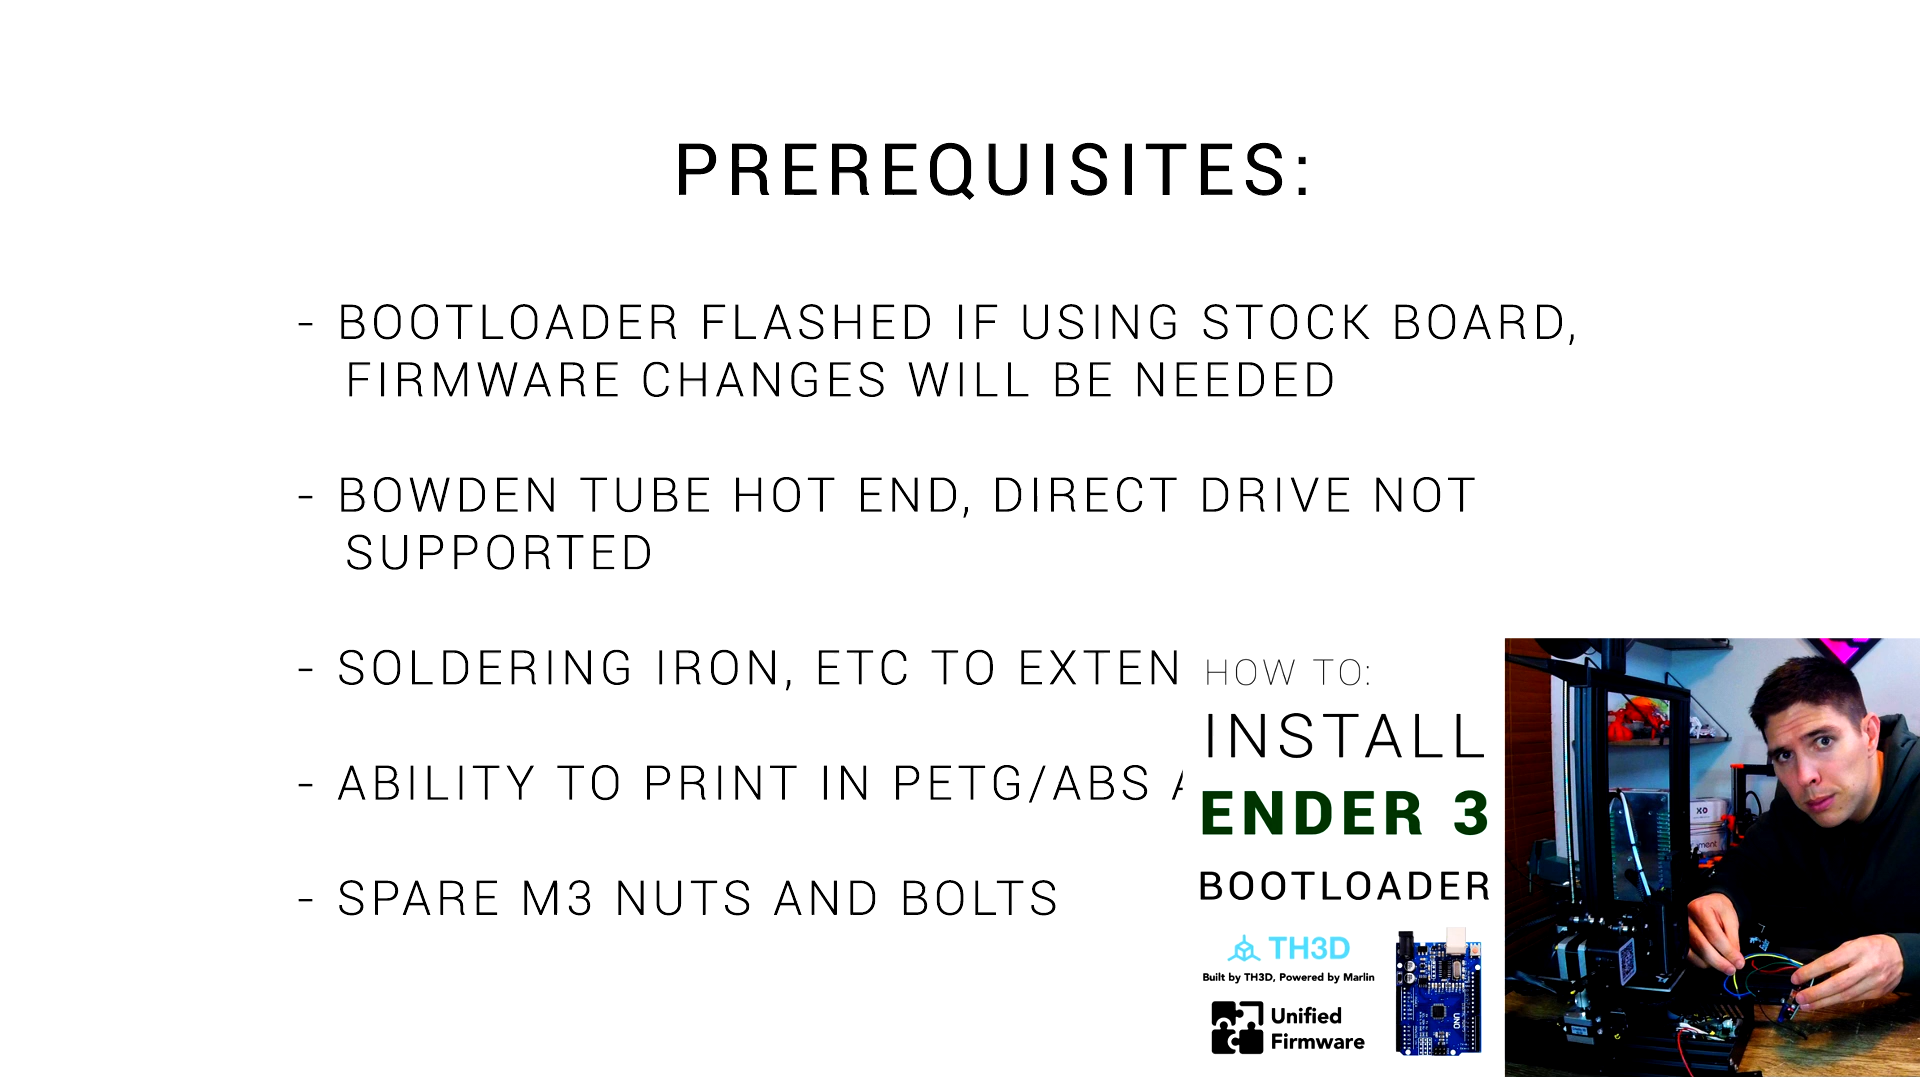 PREREQUISITES:
- BOOTLOADER FLASHED IF USING STOCK BOARD,
FIRMWARE CHANGES WILL BE NEEDED
- BOWDEN TUBE HOT END, DIRECT DRIVE NOT
SUPPORTED
- SOLDERING IRON, ETC TO EXTEN
- ABILITY TO PRINT IN PETG/ABS
- SPARE M3 NUTS AND BOLTS
HOW TO:
INSTALL
ENDER 3
BOOTLOADER
TH3D
Built by TH3D, Powered by Marlin
Unified
Firmware
UNO